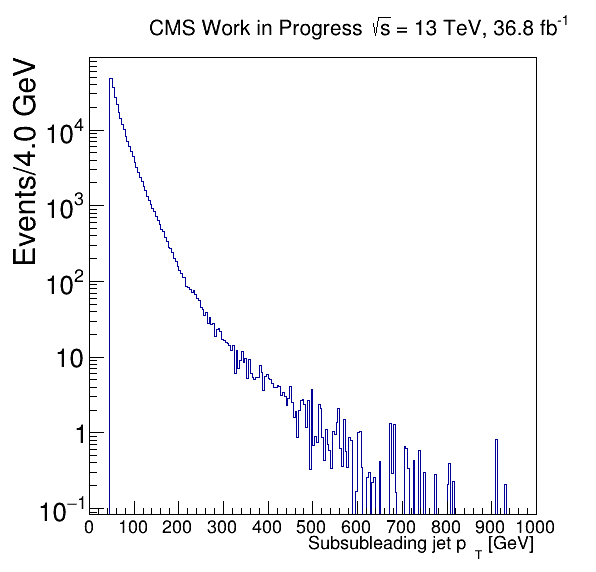 CMS Work in Progress √s = 13 TeV, 36.8 fb⁻¹
Events/4.0 GeV
10⁴
10³
10²
10
1
10⁻¹
0 100 200 300 400 500 600 700 800 900 1000
Subsubleading jet p_T [GeV]